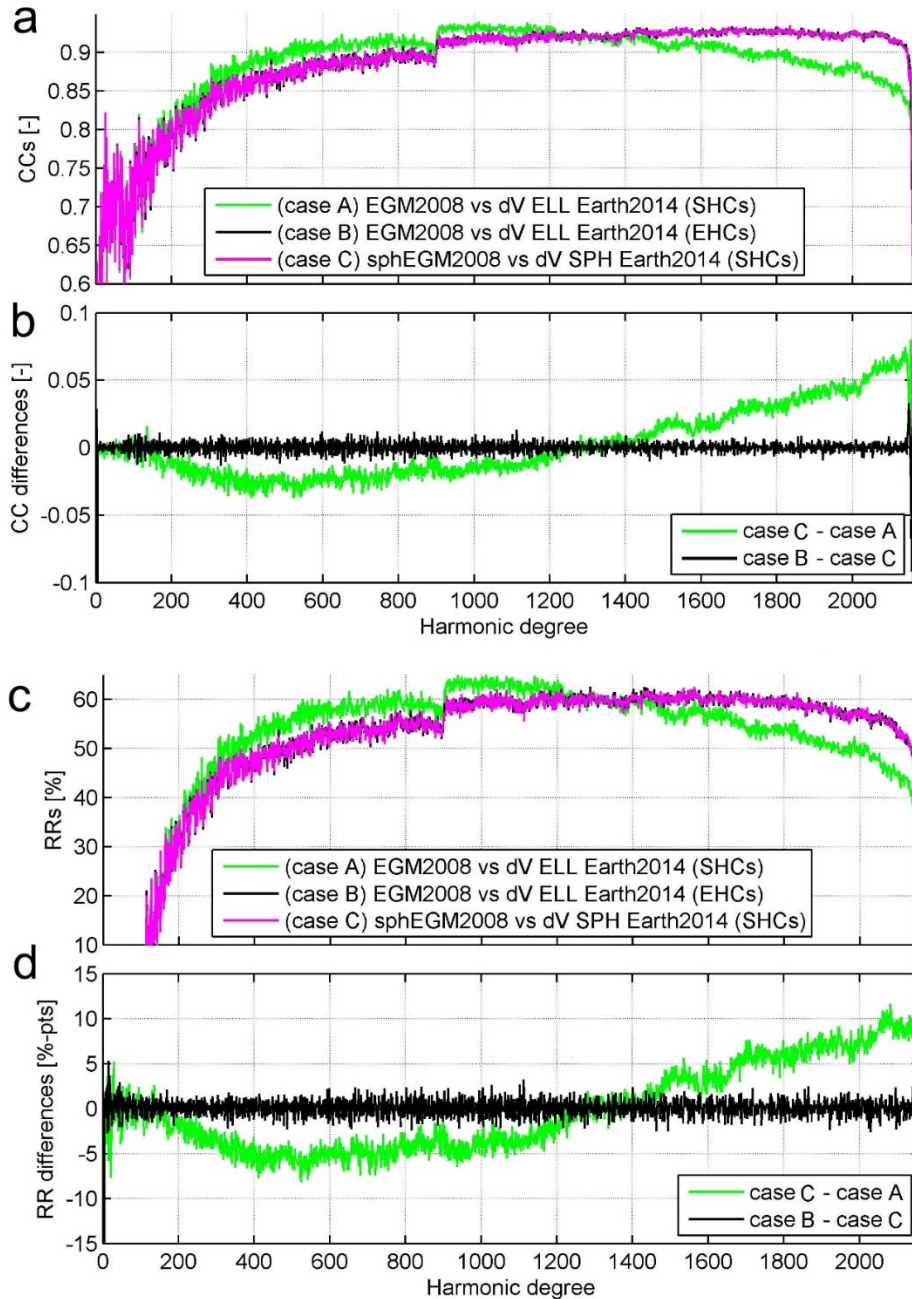 a
0.9
0.85
0.8
0.75
0.7
0.65
0.6
CCs [-]
(case A) EGM2008 vs dV ELL Earth2014 (SHCs)
(case B) EGM2008 vs dV ELL Earth2014 (EHCs)
(case C) sphEGM2008 vs dV SPH Earth2014 (SHCs)
b
0.1
0.05
0
-0.05
-0.1
CC differences [-]
case C - case A
case B - case C
0 200 400 600 800 1000 1200 1400 1600 1800 2000
Harmonic degree
c
60
50
40
30
20
10
RRs [%]
(case A) EGM2008 vs dV ELL Earth2014 (SHCs)
(case B) EGM2008 vs dV ELL Earth2014 (EHCs)
(case C) sphEGM2008 vs dV SPH Earth2014 (SHCs)
d
15
10
5
0
-5
-10
-15
RR differences [%-pts]
case C - case A
case B - case C
0 200 400 600 800 1000 1200 1400 1600 1800 2000
Harmonic degree